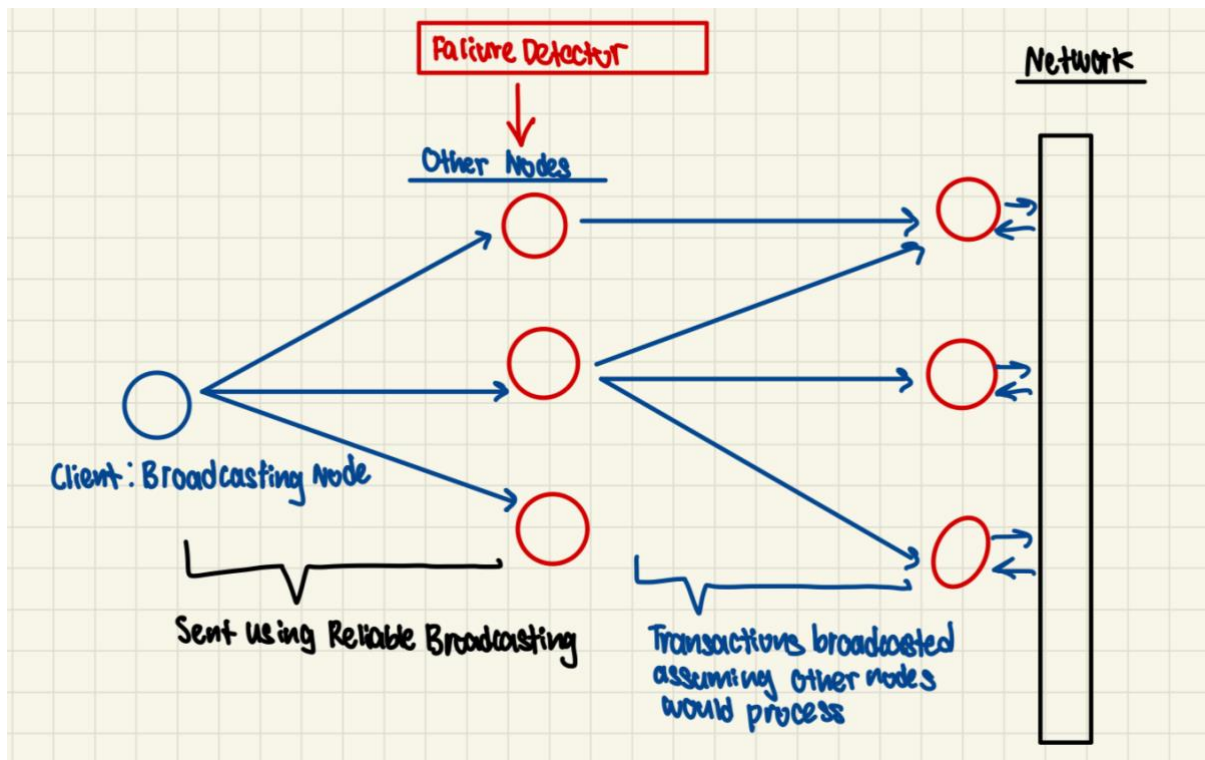 Failure Detector
Network
Other Nodes
Client: Broadcasting Node
Sent using Reliable Broadcasting
Transactions broadcasted
assuming other nodes
would process